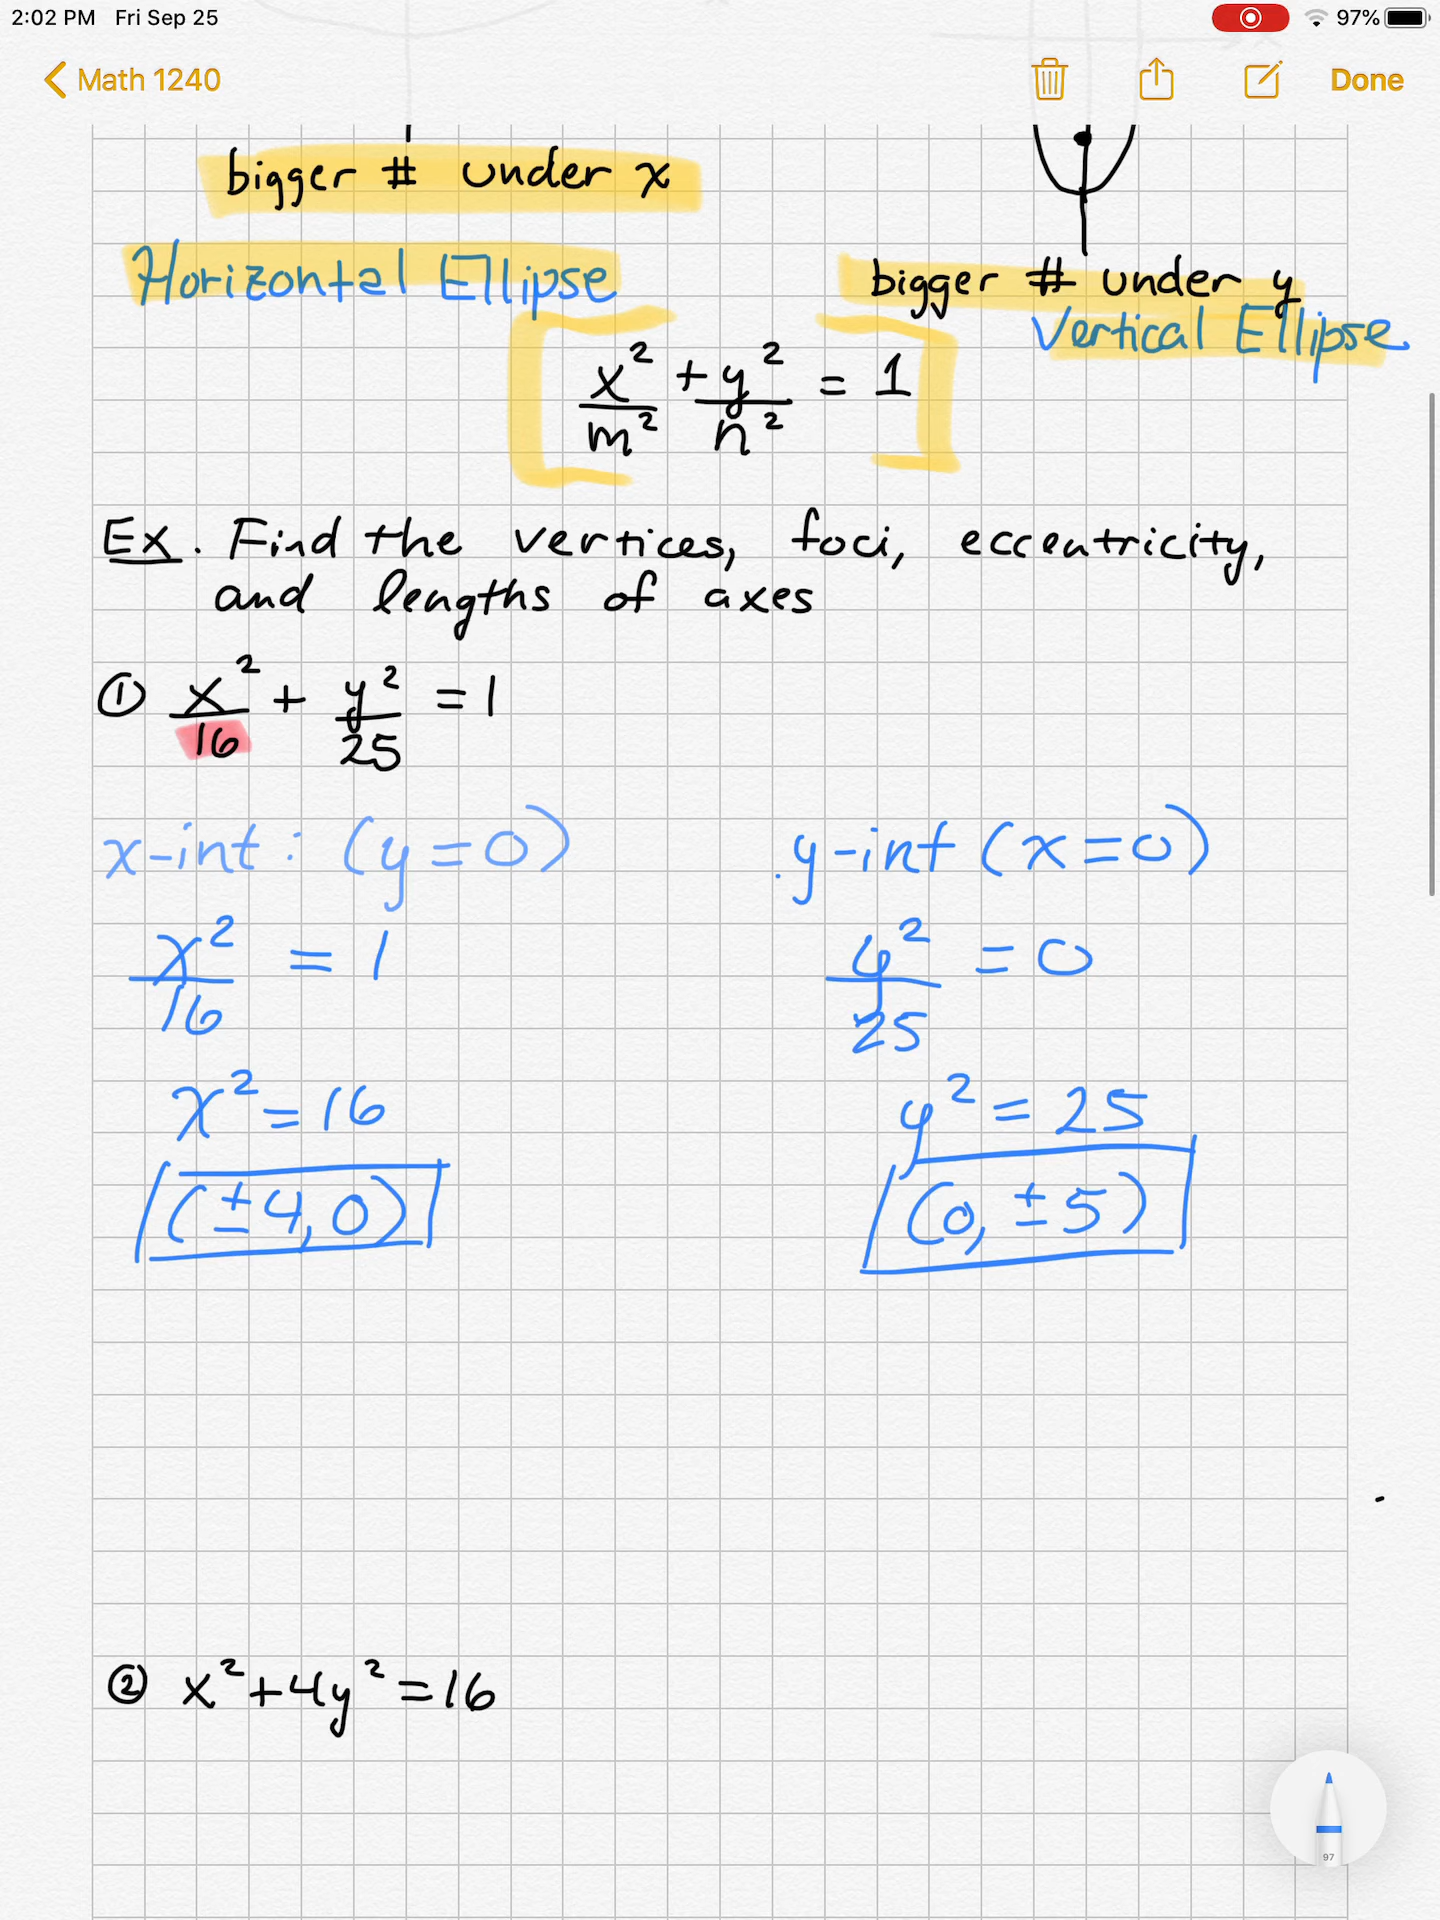 2:02 PM Fri Sep 25 97%
Math 1240 Done
bigger # under x
Horizontal Ellipse
bigger # under y
Vertical Ellipse
x²/m² + y²/n² = 1
Ex. Find the vertices, foci, eccentricity,
and lengths of axes
① x²/16 + y²/25 = 1
x-int: (y=0)
x²/16 = 1
x² = 16
(±4,0)
y-int (x=0)
y²/25 = 0
y² = 25
(0, ±5)
② x²+4y²=16
97